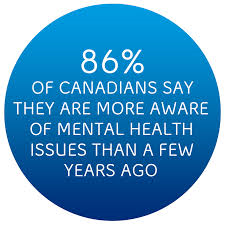 86%
OF CANADIANS SAY
THEY ARE MORE AWARE
OF MENTAL HEALTH
ISSUES THAN A FEW
YEARS AGO